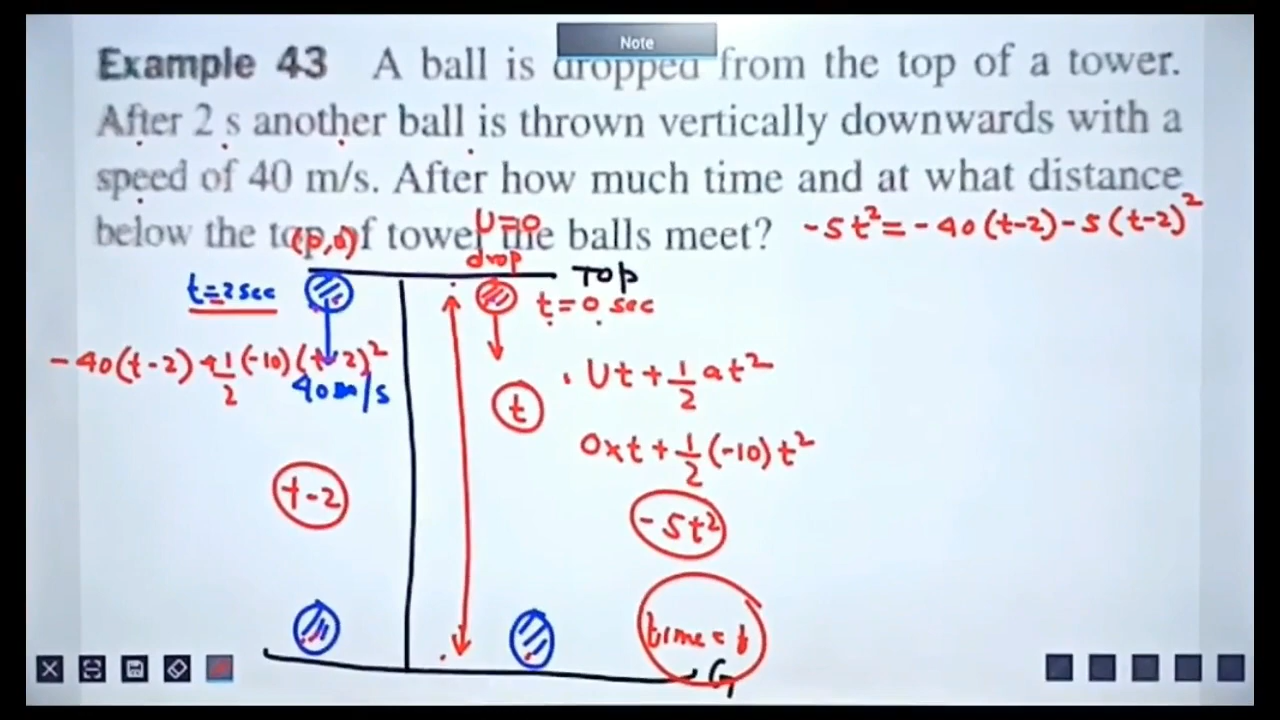 Note
Example 43 A ball is dropped from the top of a tower.
After 2 s another ball is thrown vertically downwards with a
speed of 40 m/s. After how much time and at what distance
below the top of tower the balls meet? -5t² = -40(t-2)-5(t-2)²
(0,0) U=0
drop
TOP
t=2sec
t=0 sec
-40(t-2)+1/2(-10)(t-2)²
40m/s
Ut+1/2at²
t
0xt+1/2(-10)t²
t-2
-5t²
time = t
G